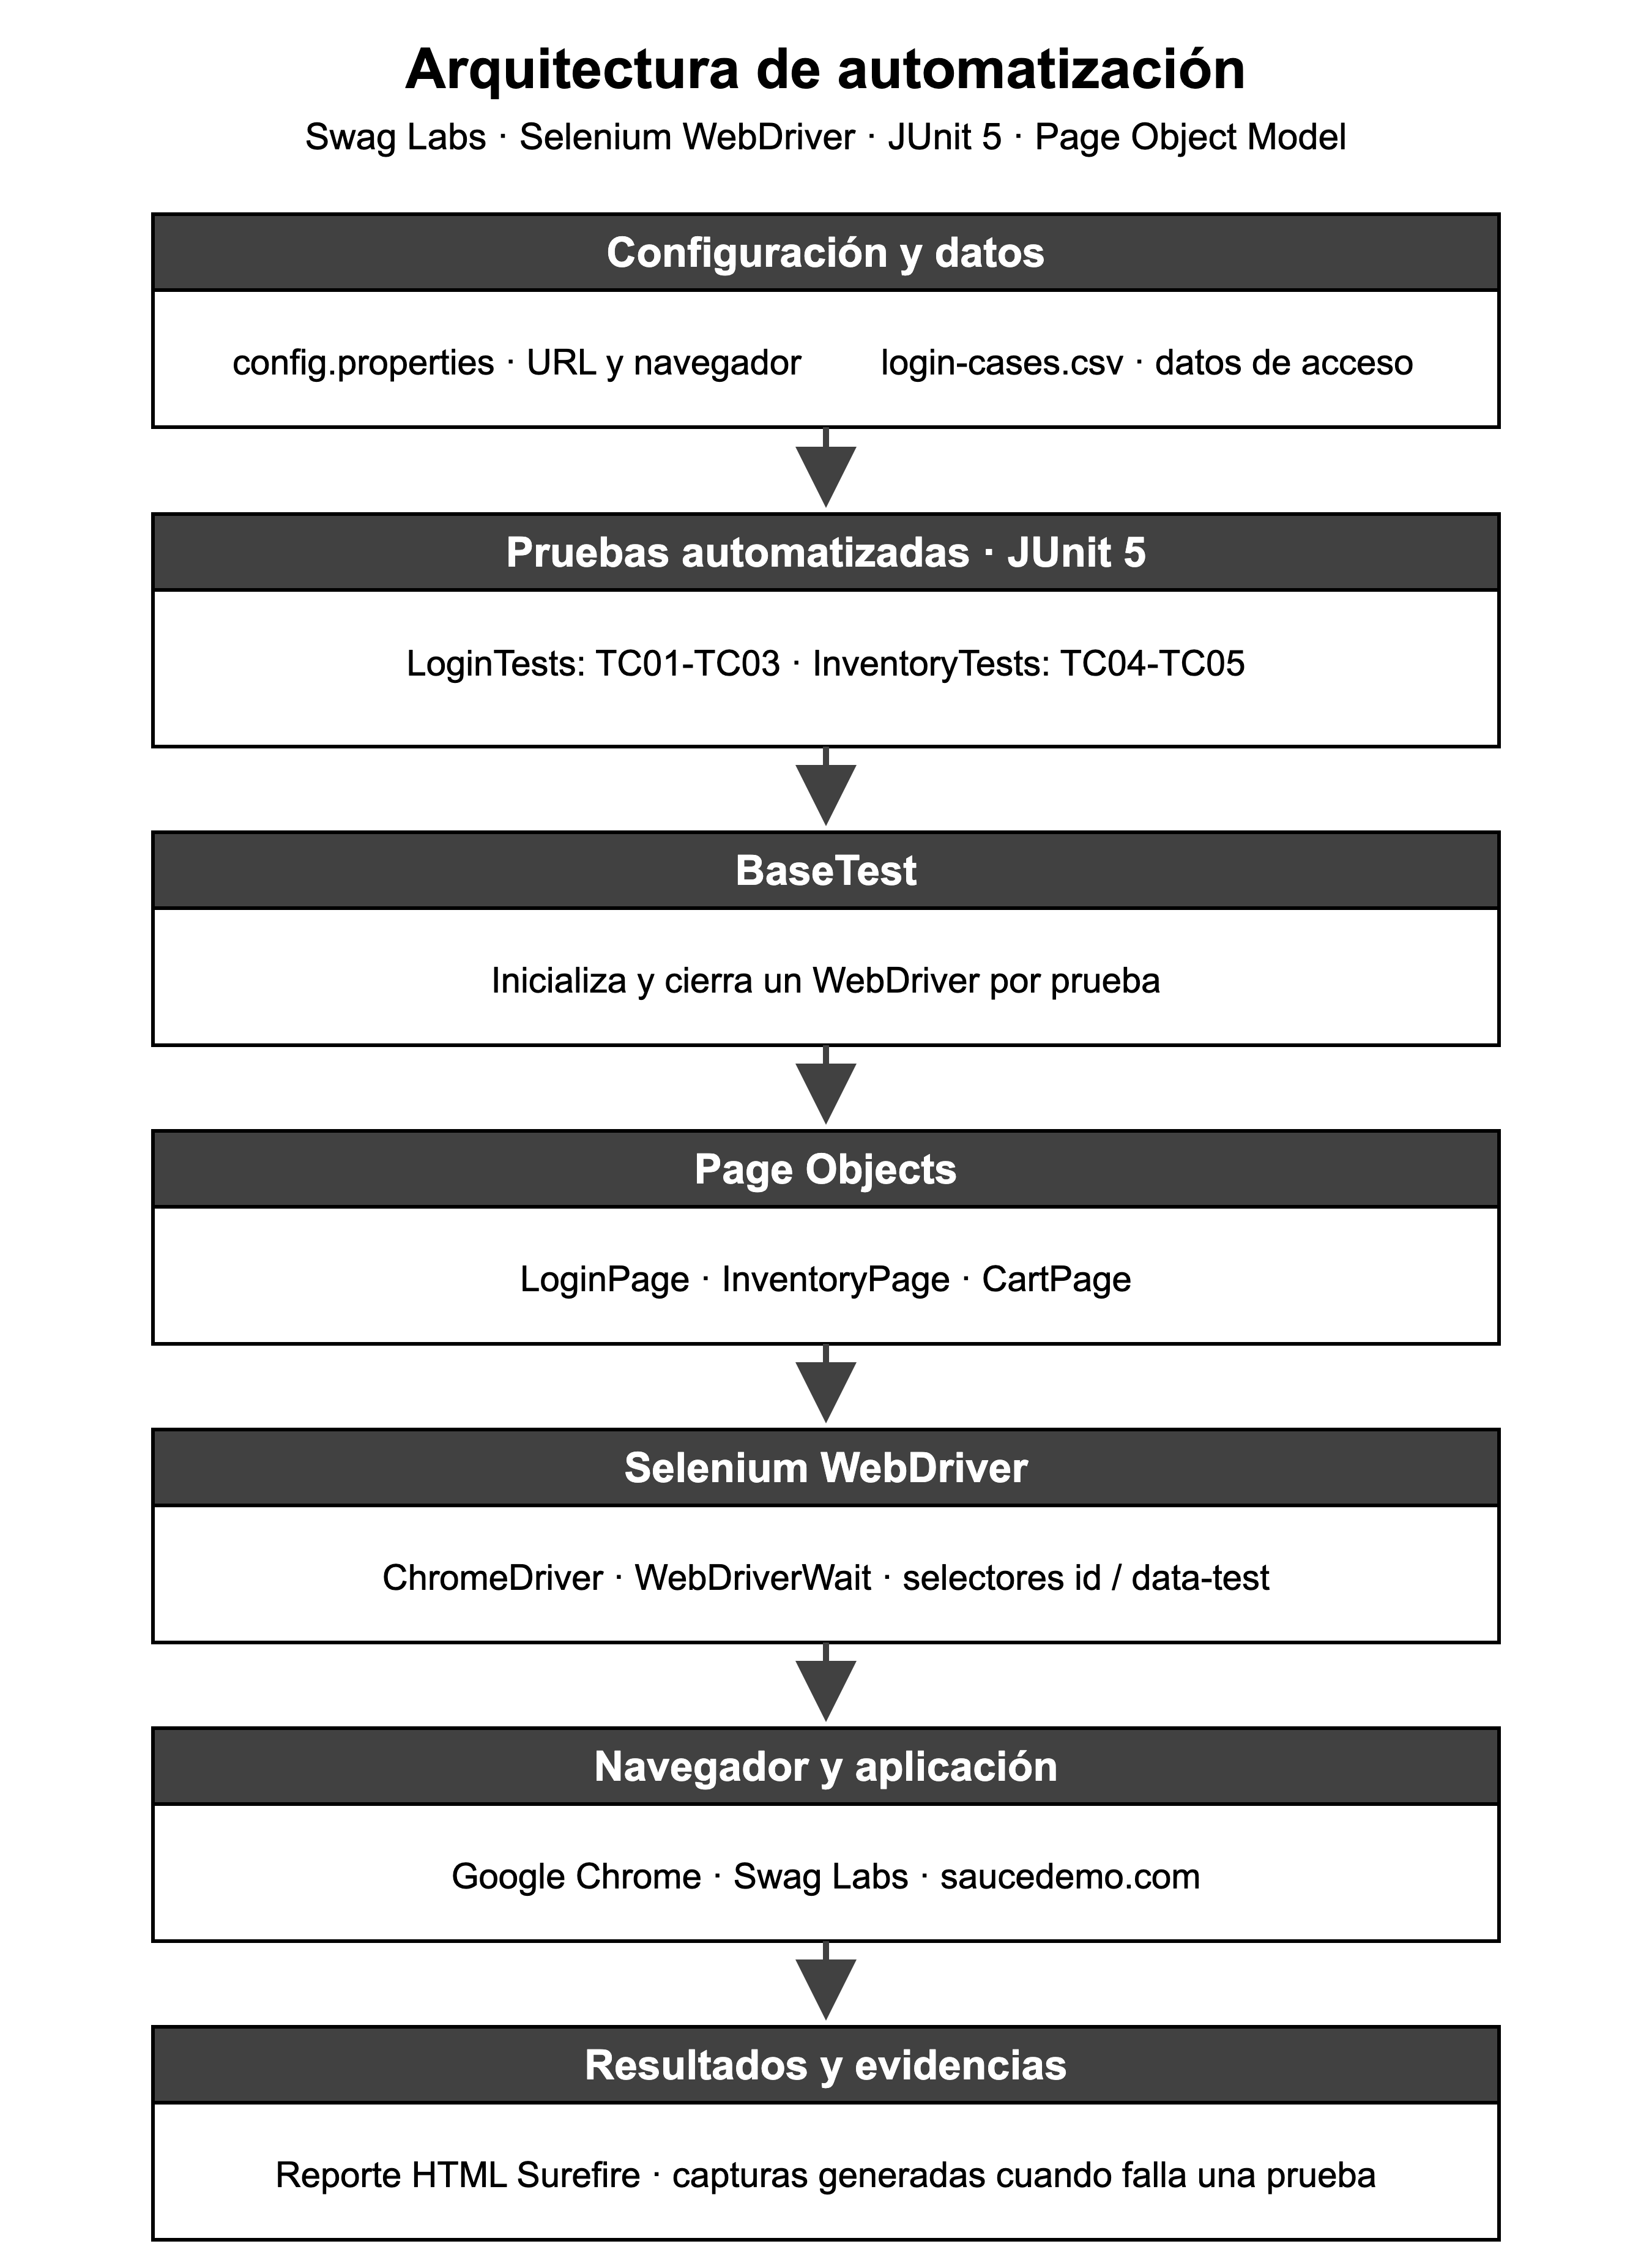 Arquitectura de automatización
Swag Labs · Selenium WebDriver · JUnit 5 · Page Object Model
Configuración y datos
config.properties · URL y navegador login-cases.csv · datos de acceso
Pruebas automatizadas · JUnit 5
LoginTests: TC01-TC03 · InventoryTests: TC04-TC05
BaseTest
Inicializa y cierra un WebDriver por prueba
Page Objects
LoginPage · InventoryPage · CartPage
Selenium WebDriver
ChromeDriver · WebDriverWait · selectores id / data-test
Navegador y aplicación
Google Chrome · Swag Labs · saucedemo.com
Resultados y evidencias
Reporte HTML Surefire · capturas generadas cuando falla una prueba